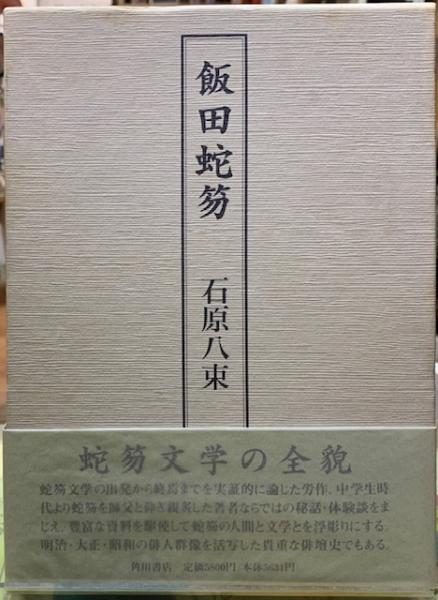 飯田蛇笏
石原八束
蛇笏文学の全貌
蛇笏文学の出発から終焉までを実証的に論じた労作。中学生時
代より蛇笏を師父と仰ぎ親炙した著者ならではの秘話・体験談をま
じえ、豊富な資料を駆使して蛇笏の人間と文学とを浮彫りにする。
明治・大正・昭和の俳人群像を活写した貴重な俳壇史でもある。
角川書店 定価5800円 本体5631円